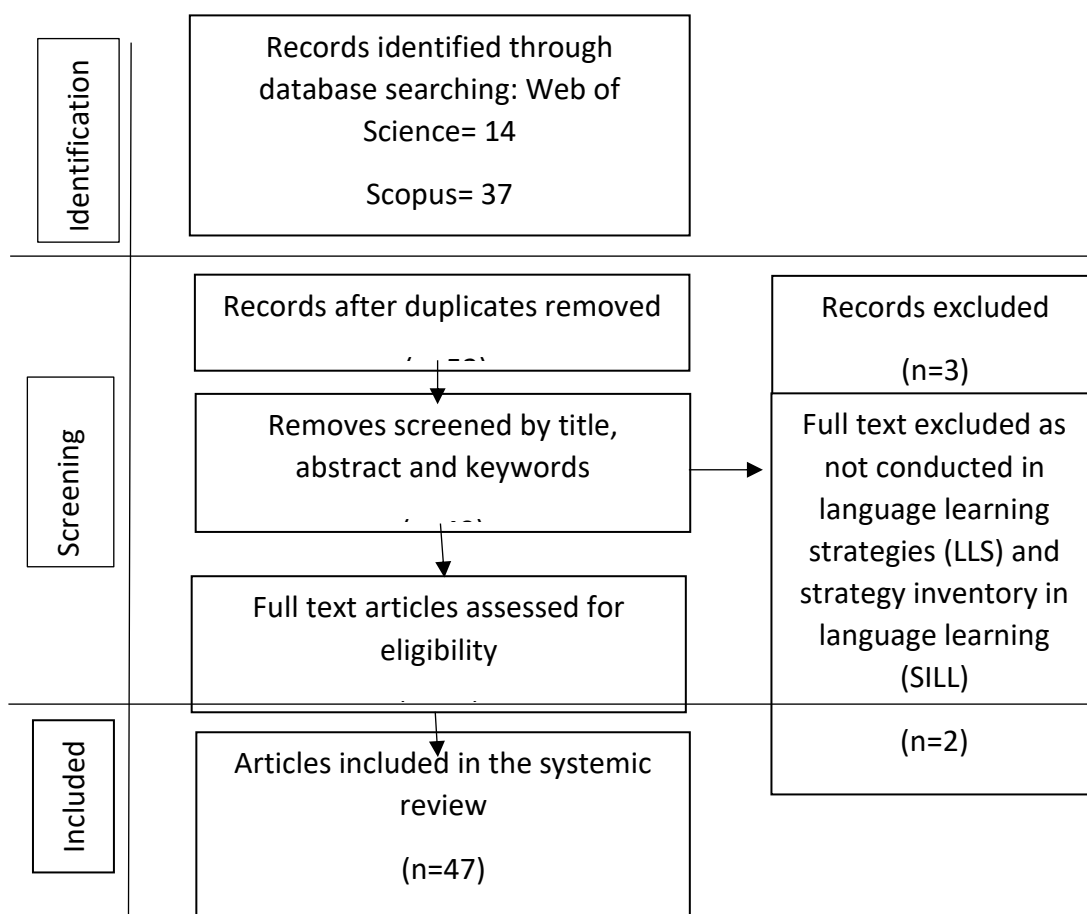 Identification
Records identified through
database searching: Web of
Science= 14
Scopus= 37
Screening
Records after duplicates removed
Removes screened by title,
abstract and keywords
Full text articles assessed for
eligibility
Records excluded
(n=3)
Full text excluded as
not conducted in
language learning
strategies (LLS) and
strategy inventory in
language learning
(SILL)
(n=2)
Included
Articles included in the systemic
review
(n=47)